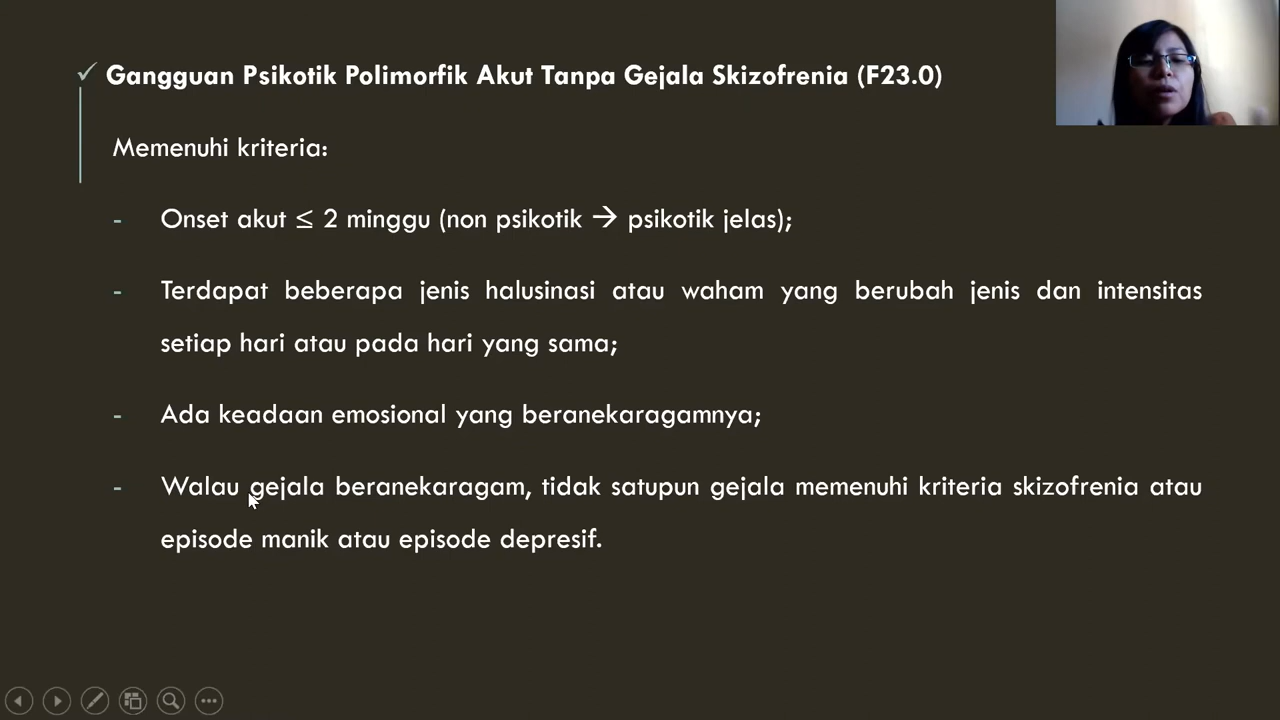 ✓ Gangguan Psikotik Polimorfik Akut Tanpa Gejala Skizofrenia (F23.0)
Memenuhi kriteria:
- Onset akut ≤ 2 minggu (non psikotik → psikotik jelas);
- Terdapat beberapa jenis halusinasi atau waham yang berubah jenis dan intensitas
setiap hari atau pada hari yang sama;
- Ada keadaan emosional yang beranekaragamnya;
- Walau gejala beranekaragam, tidak satupun gejala memenuhi kriteria skizofrenia atau
episode manik atau episode depresif.